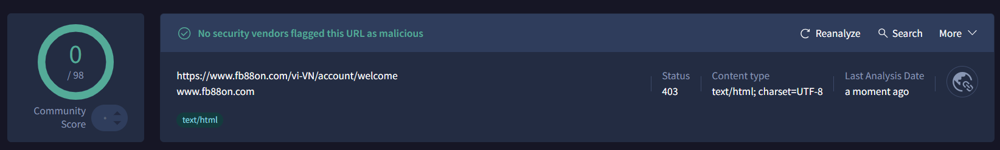 0
/ 98
Community
Score
No security vendors flagged this URL as malicious
Reanalyze
Search
More
https://www.fb88on.com/vi-VN/account/welcome
www.fb88on.com
text/html
Status
403
Content type
text/html; charset=UTF-8
Last Analysis Date
a moment ago